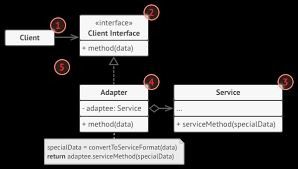 1
2
«interface»
Client Interface
Client
+ method(data)
5
4
3
Adapter
Service
- adaptee: Service
...
+ method(data)
+ serviceMethod(specialData)
specialData = convertToServiceFormat(data)
return adaptee.serviceMethod(specialData)